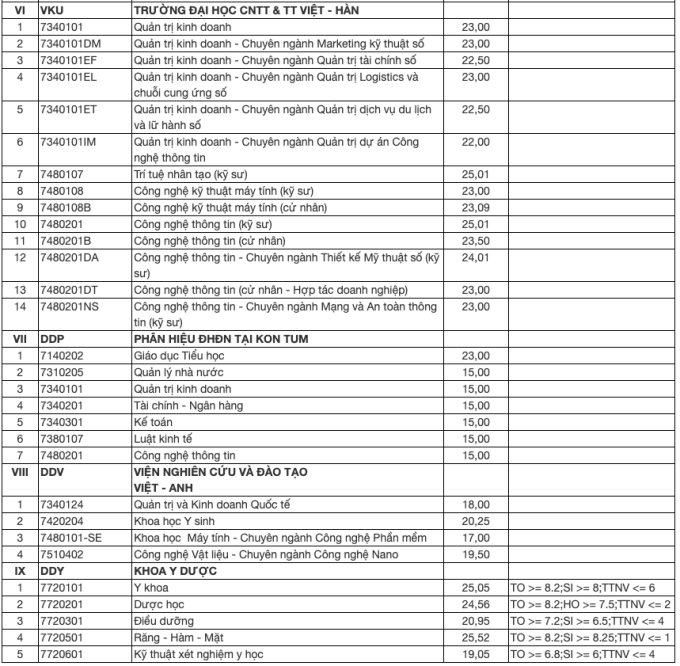 VI VKU TRƯỜNG ĐẠI HỌC CNTT & TT VIỆT - HÀN
1 7340101 Quản trị kinh doanh 23,00
2 7340101DM Quản trị kinh doanh - Chuyên ngành Marketing kỹ thuật số 23,00
3 7340101EF Quản trị kinh doanh - Chuyên ngành Quản trị tài chính số 22,50
4 7340101EL Quản trị kinh doanh - Chuyên ngành Quản trị Logistics và 23,00
chuỗi cung ứng số
5 7340101ET Quản trị kinh doanh - Chuyên ngành Quản trị dịch vụ du lịch 22,50
và lữ hành số
6 7340101IM Quản trị kinh doanh - Chuyên ngành Quản trị dự án Công 22,00
nghệ thông tin
7 7480107 Trí tuệ nhân tạo (kỹ sư) 25,01
8 7480108 Công nghệ kỹ thuật máy tính (kỹ sư) 23,00
9 7480108B Công nghệ kỹ thuật máy tính (cử nhân) 23,09
10 7480201 Công nghệ thông tin (kỹ sư) 25,01
11 7480201B Công nghệ thông tin (cử nhân) 23,50
12 7480201DA Công nghệ thông tin - Chuyên ngành Thiết kế Mỹ thuật số (kỹ 24,01
sư)
13 7480201DT Công nghệ thông tin (cử nhân - Hợp tác doanh nghiệp) 23,00
14 7480201NS Công nghệ thông tin - Chuyên ngành Mạng và An toàn thông 23,00
tin (kỹ sư)
VII DDP PHÂN HIỆU ĐHĐN TẠI KON TUM
1 7140202 Giáo dục Tiểu học 23,00
2 7310205 Quản lý nhà nước 15,00
3 7340101 Quản trị kinh doanh 15,00
4 7340201 Tài chính - Ngân hàng 15,00
5 7340301 Kế toán 15,00
6 7380107 Luật kinh tế 15,00
7 7480201 Công nghệ thông tin 15,00
VIII DDV VIỆN NGHIÊN CỨU VÀ ĐÀO TẠO
VIỆT - ANH
1 7340124 Quản trị và Kinh doanh Quốc tế 18,00
2 7420204 Khoa học Y sinh 20,25
3 7480101-SE Khoa học Máy tính - Chuyên ngành Công nghệ Phần mềm 17,00
4 7510402 Công nghệ Vật liệu - Chuyên ngành Công nghệ Nano 19,50
IX DDY KHOA Y DƯỢC
1 7720101 Y khoa 25,05 TO >= 8.2;SI >= 8;TTNV <= 6
2 7720201 Dược học 24,56 TO >= 8.2;HO >= 7.5;TTNV <= 2
3 7720301 Điều dưỡng 20,95 TO >= 7.2;SI >= 6.5;TTNV <= 4
4 7720501 Răng - Hàm - Mặt 25,52 TO >= 8.2;SI >= 8.25;TTNV <= 1
5 7720601 Kỹ thuật xét nghiệm y học 19,05 TO >= 6.8;SI >= 6;TTNV <= 4